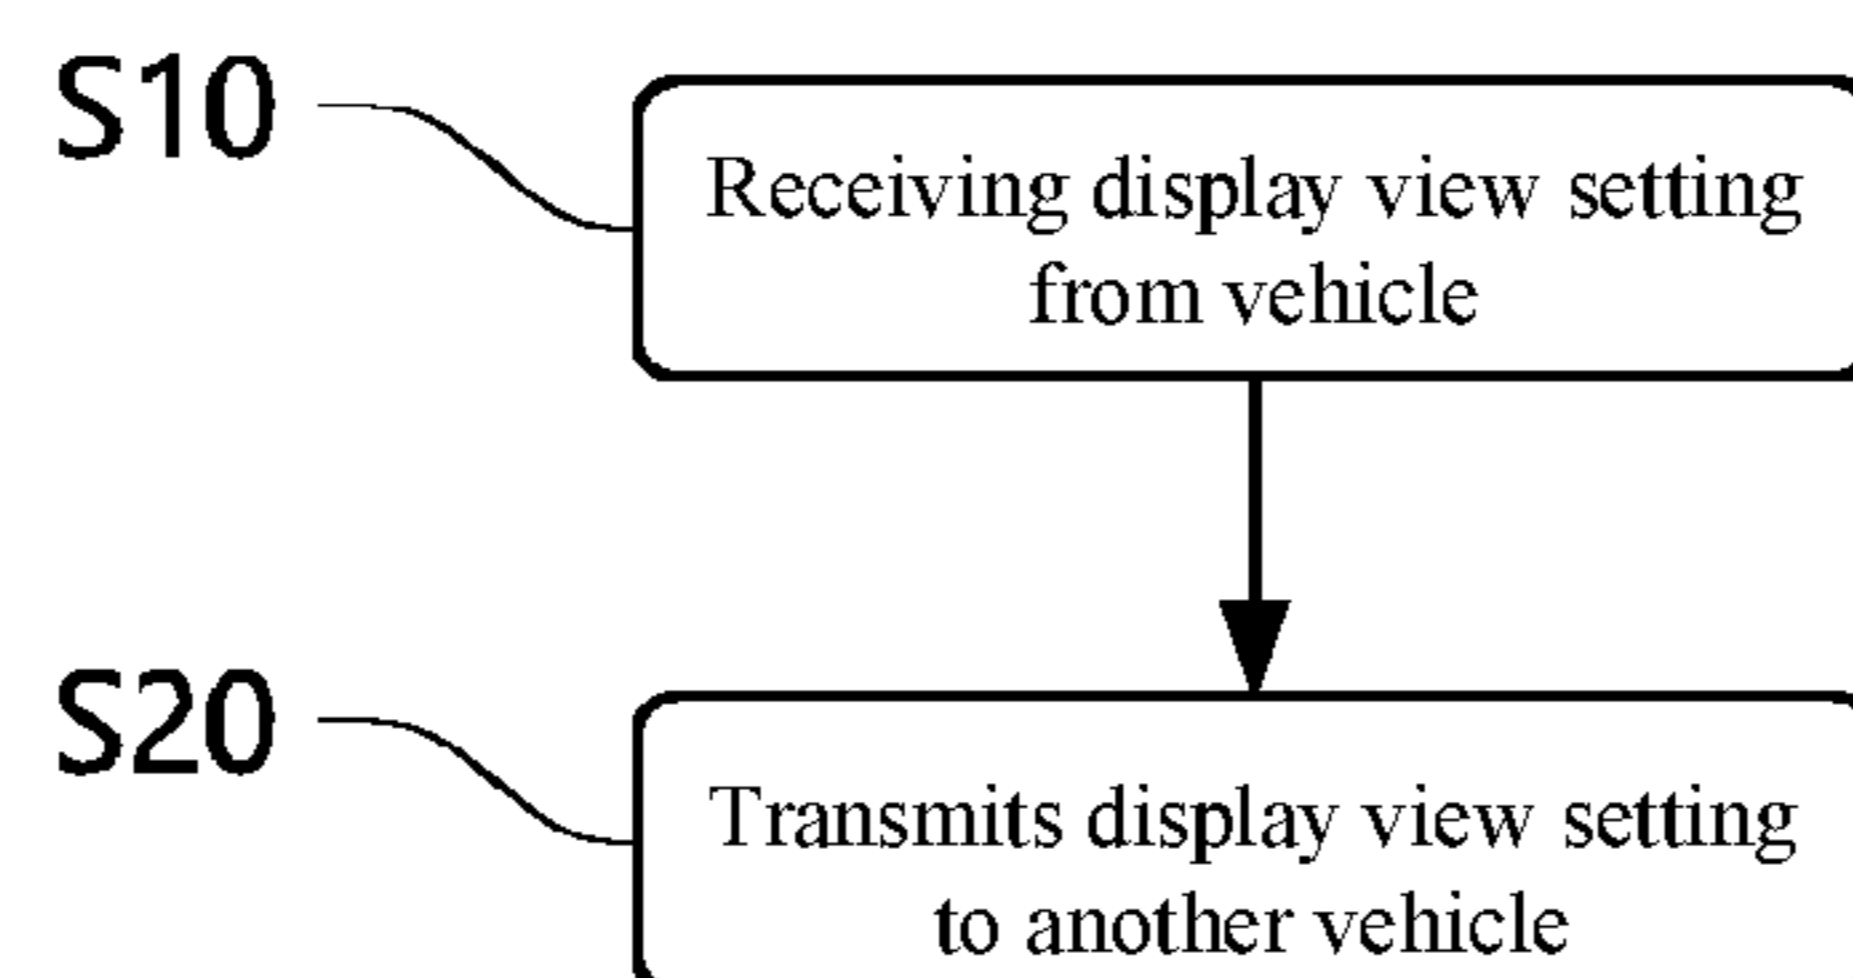 S10
Receiving display view setting
from vehicle
S20
Transmits display view setting
to another vehicle